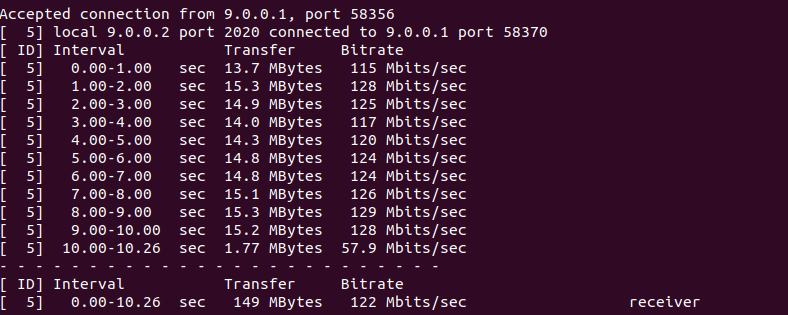 Accepted connection from 9.0.0.1, port 58356
[  5] local 9.0.0.2 port 2020 connected to 9.0.0.1 port 58370
[ ID] Interval           Transfer     Bitrate
[  5]   0.00-1.00   sec  13.7 MBytes   115 Mbits/sec
[  5]   1.00-2.00   sec  15.3 MBytes   128 Mbits/sec
[  5]   2.00-3.00   sec  14.9 MBytes   125 Mbits/sec
[  5]   3.00-4.00   sec  14.0 MBytes   117 Mbits/sec
[  5]   4.00-5.00   sec  14.3 MBytes   120 Mbits/sec
[  5]   5.00-6.00   sec  14.8 MBytes   124 Mbits/sec
[  5]   6.00-7.00   sec  14.8 MBytes   124 Mbits/sec
[  5]   7.00-8.00   sec  15.1 MBytes   126 Mbits/sec
[  5]   8.00-9.00   sec  15.3 MBytes   129 Mbits/sec
[  5]   9.00-10.00  sec  15.2 MBytes   128 Mbits/sec
[  5]  10.00-10.26  sec  1.77 MBytes  57.9 Mbits/sec
- - - - - - - - - - - - - - - - - - - - - - - - -
[ ID] Interval           Transfer     Bitrate
[  5]   0.00-10.26  sec   149 MBytes   122 Mbits/sec                  receiver